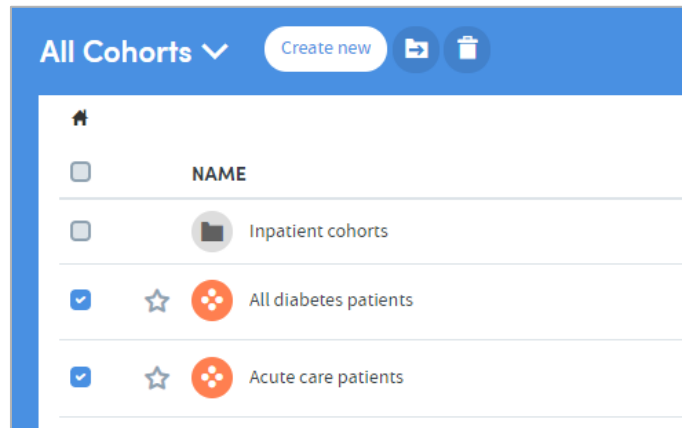 All Cohorts
Create new
NAME
Inpatient cohorts
All diabetes patients
Acute care patients